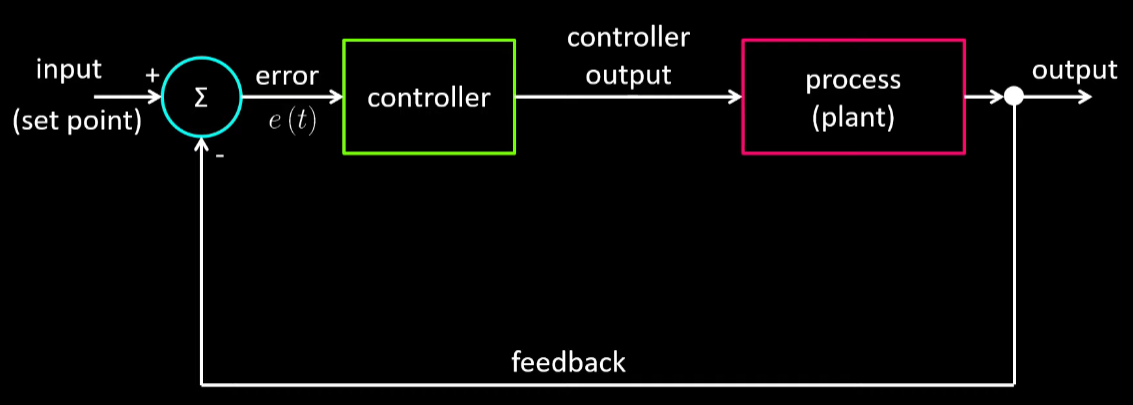 input
(set point)
+
-
Σ
error
e (t)
controller
controller
output
process
(plant)
output
feedback